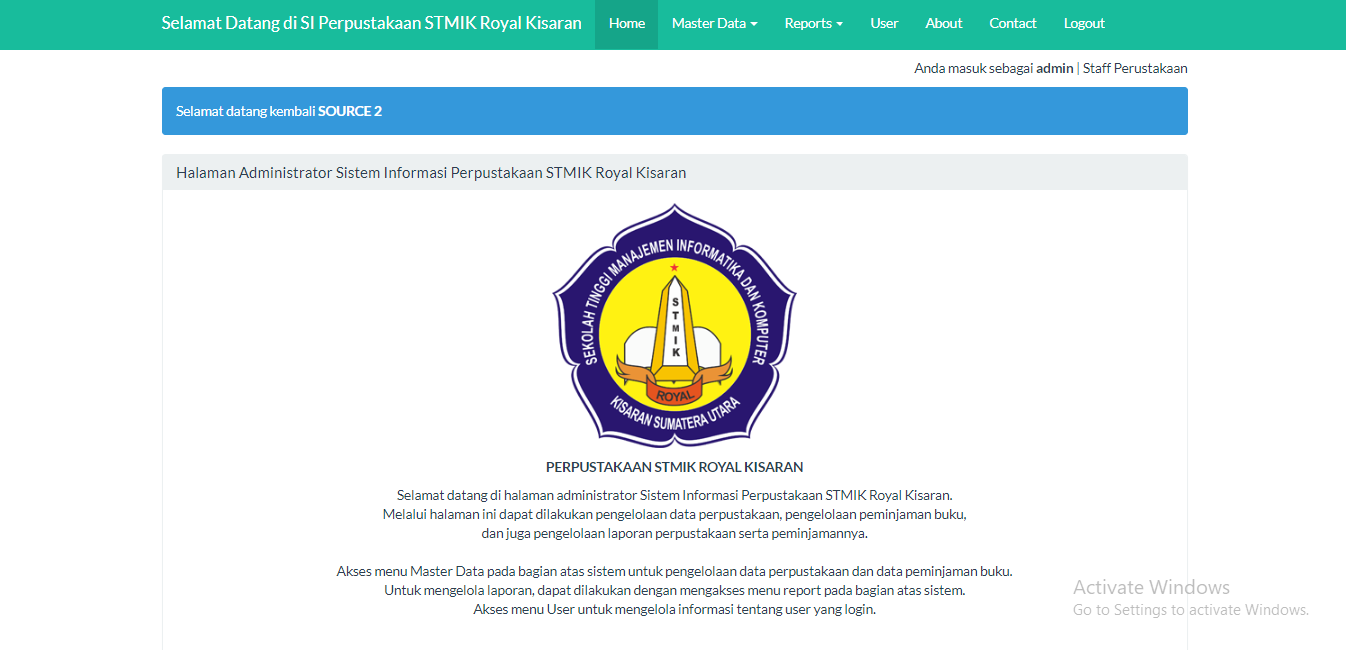 Selamat Datang di SI Perpustakaan STMIK Royal Kisaran Home Master Data Reports User About Contact Logout
Anda masuk sebagai admin | Staff Perustakaan
Selamat datang kembali SOURCE 2
Halaman Administrator Sistem Informasi Perpustakaan STMIK Royal Kisaran
SEKOLAH TINGGI MANAJEMEN INFORMATIKA DAN KOMPUTER
STMIK
ROYAL
KISARAN SUMATERA UTARA
PERPUSTAKAAN STMIK ROYAL KISARAN
Selamat datang di halaman administrator Sistem Informasi Perpustakaan STMIK Royal Kisaran.
Melalui halaman ini dapat dilakukan pengelolaan data perpustakaan, pengelolaan peminjaman buku,
dan juga pengelolaan laporan perpustakaan serta peminjamannya.
Akses menu Master Data pada bagian atas sistem untuk pengelolaan data perpustakaan dan data peminjaman buku.
Untuk mengelola laporan, dapat dilakukan dengan mengakses menu report pada bagian atas sistem.
Akses menu User untuk mengelola informasi tentang user yang login.
Activate Windows
Go to Settings to activate Windows.